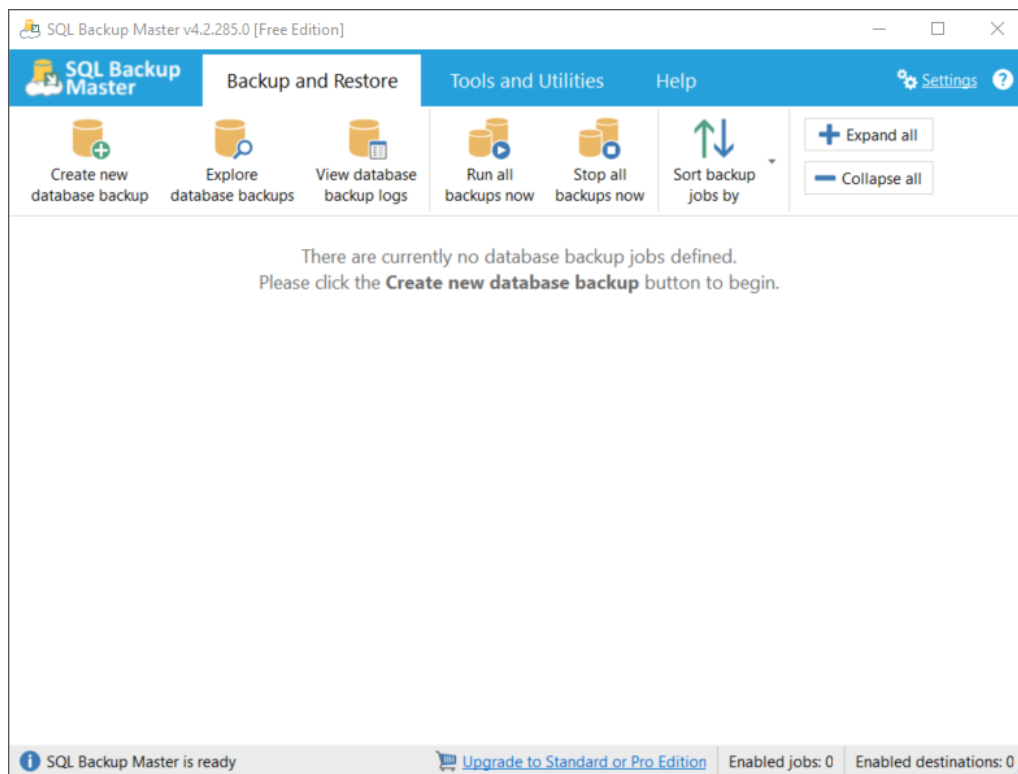 SQL Backup Master v4.2.285.0 [Free Edition]
SQL Backup
Master
Backup and Restore
Tools and Utilities
Help
Settings
?
Create new
database backup
Explore
database backups
View database
backup logs
Run all
backups now
Stop all
backups now
Sort backup
jobs by
Expand all
Collapse all
There are currently no database backup jobs defined.
Please click the Create new database backup button to begin.
SQL Backup Master is ready
Upgrade to Standard or Pro Edition
Enabled jobs: 0
Enabled destinations: 0